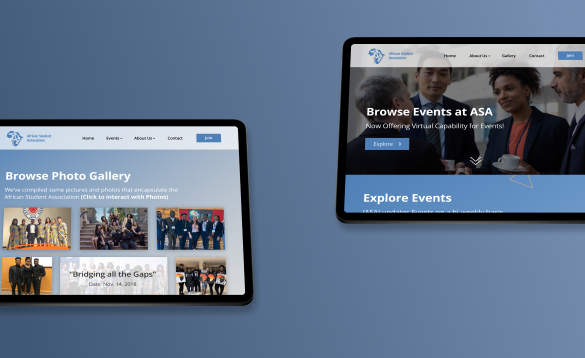 African Student
Association
Home
Events
About Us
Contact
Join
Browse Photo Gallery
We've compiled some pictures and photos that encapsulate the
African Student Association (Click to Interact with Photos)
"Bridging all the Gaps"
Date: Nov. 14, 2018
African Student
Association
Home
About Us
Gallery
Contact
Join
Browse Events at ASA
Now Offering Virtual Capability for Events!
Explore
Explore Events
(ASA) updates Events on a bi-weekly basis